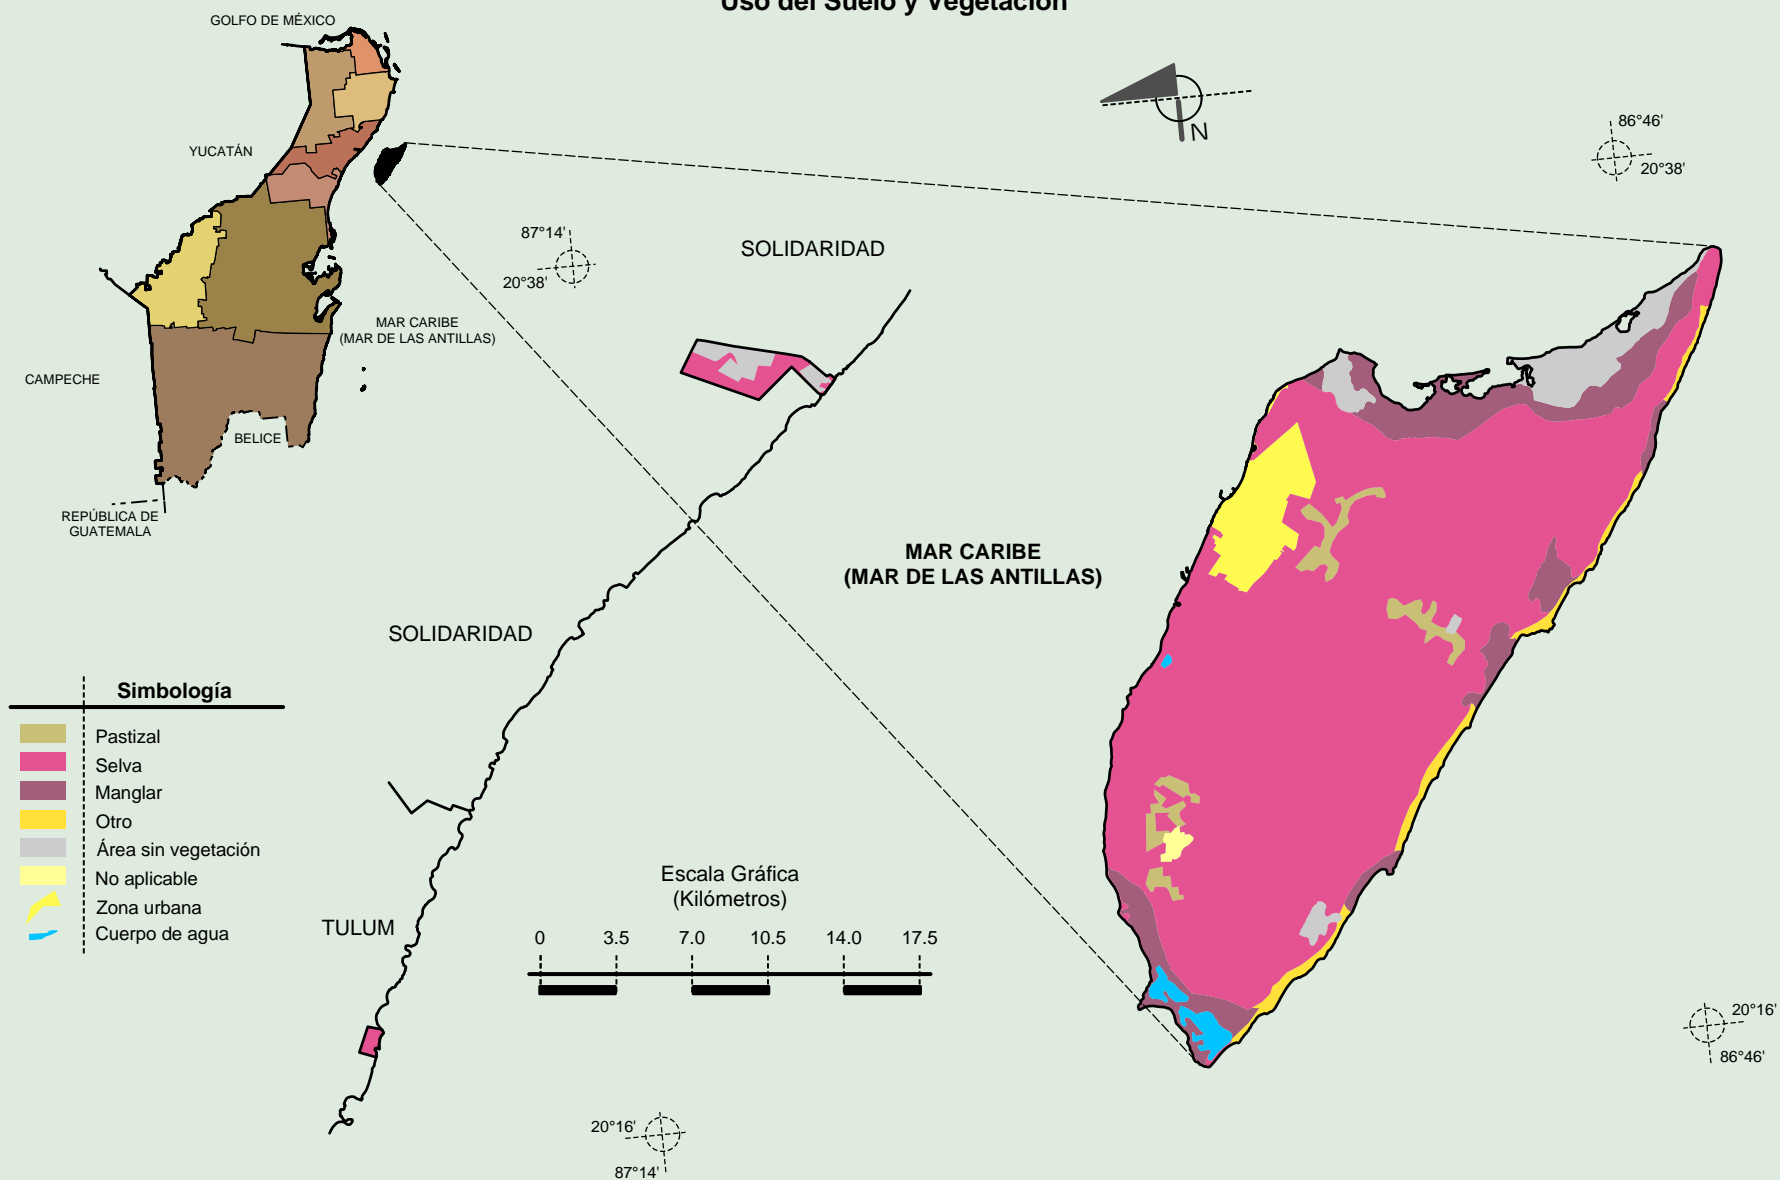 Uso del Suelo y Vegetación
GOLFO DE MÉXICO
YUCATÁN
CAMPECHE
MAR CARIBE
(MAR DE LAS ANTILLAS)
BELICE
REPÚBLICA DE
GUATEMALA
N
86°46'
20°38'
87°14'
20°38'
SOLIDARIDAD
MAR CARIBE
(MAR DE LAS ANTILLAS)
SOLIDARIDAD
Simbología
Pastizal
Selva
Manglar
Otro
Área sin vegetación
No aplicable
Zona urbana
Cuerpo de agua
TULUM
Escala Gráfica
(Kilómetros)
0 3.5 7.0 10.5 14.0 17.5
20°16'
86°46'
20°16'
87°14'